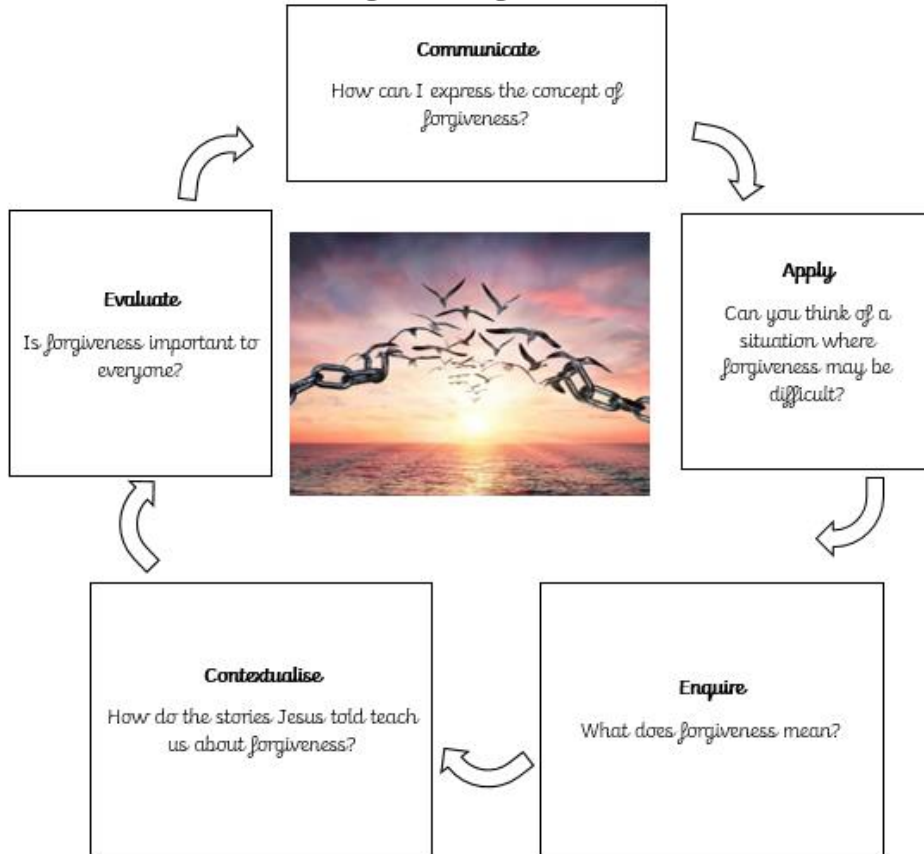 Communicate
How can I express the concept of
forgiveness?
Apply
Can you think of a
situation where
forgiveness may be
difficult?
Enquire
What does forgiveness mean?
Contextualise
How do the stories Jesus told teach
us about forgiveness?
Evaluate
Is forgiveness important to
everyone?